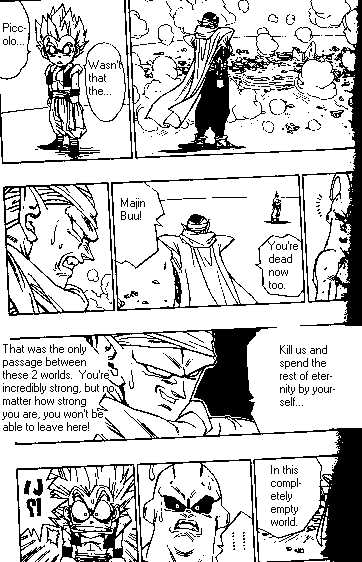 Picc-
olo...
Wasn't
that
the...
Majin
Buu!
You're
dead
now
too.
That was the only
passage between
these 2 worlds.  You're
incredibly strong, but no
matter how strong
you are, you won't be
able to leave here!
Kill us and
spend the
rest of eter-
nity by your-
self...
In this
compl-
etely
empty
world.